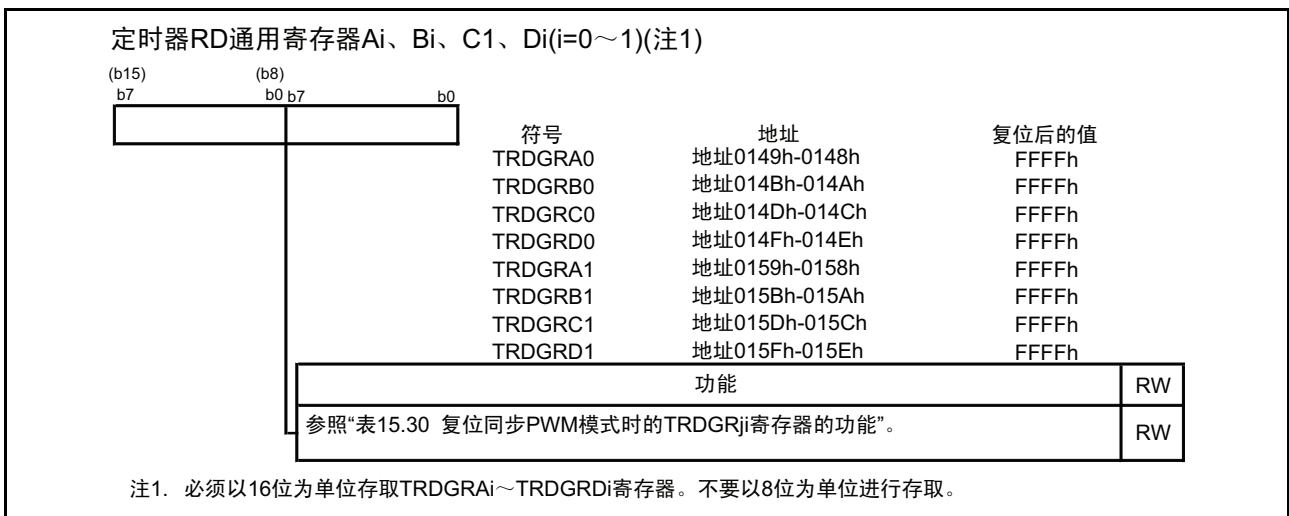 定时器RD通用寄存器Ai、Bi、C1、Di(i=0～1)(注1)
(b15) (b8)
b7 b0 b7 b0
符号 地址 复位后的值
TRDGRA0 地址0149h-0148h FFFFh
TRDGRB0 地址014Bh-014Ah FFFFh
TRDGRC0 地址014Dh-014Ch FFFFh
TRDGRD0 地址014Fh-014Eh FFFFh
TRDGRA1 地址0159h-0158h FFFFh
TRDGRB1 地址015Bh-015Ah FFFFh
TRDGRC1 地址015Dh-015Ch FFFFh
TRDGRD1 地址015Fh-015Eh FFFFh
功能 RW
参照“表15.30 复位同步PWM模式时的TRDGRji寄存器的功能”。 RW
注1. 必须以16位为单位存取TRDGRAi～TRDGRDi寄存器。不要以8位为单位进行存取。